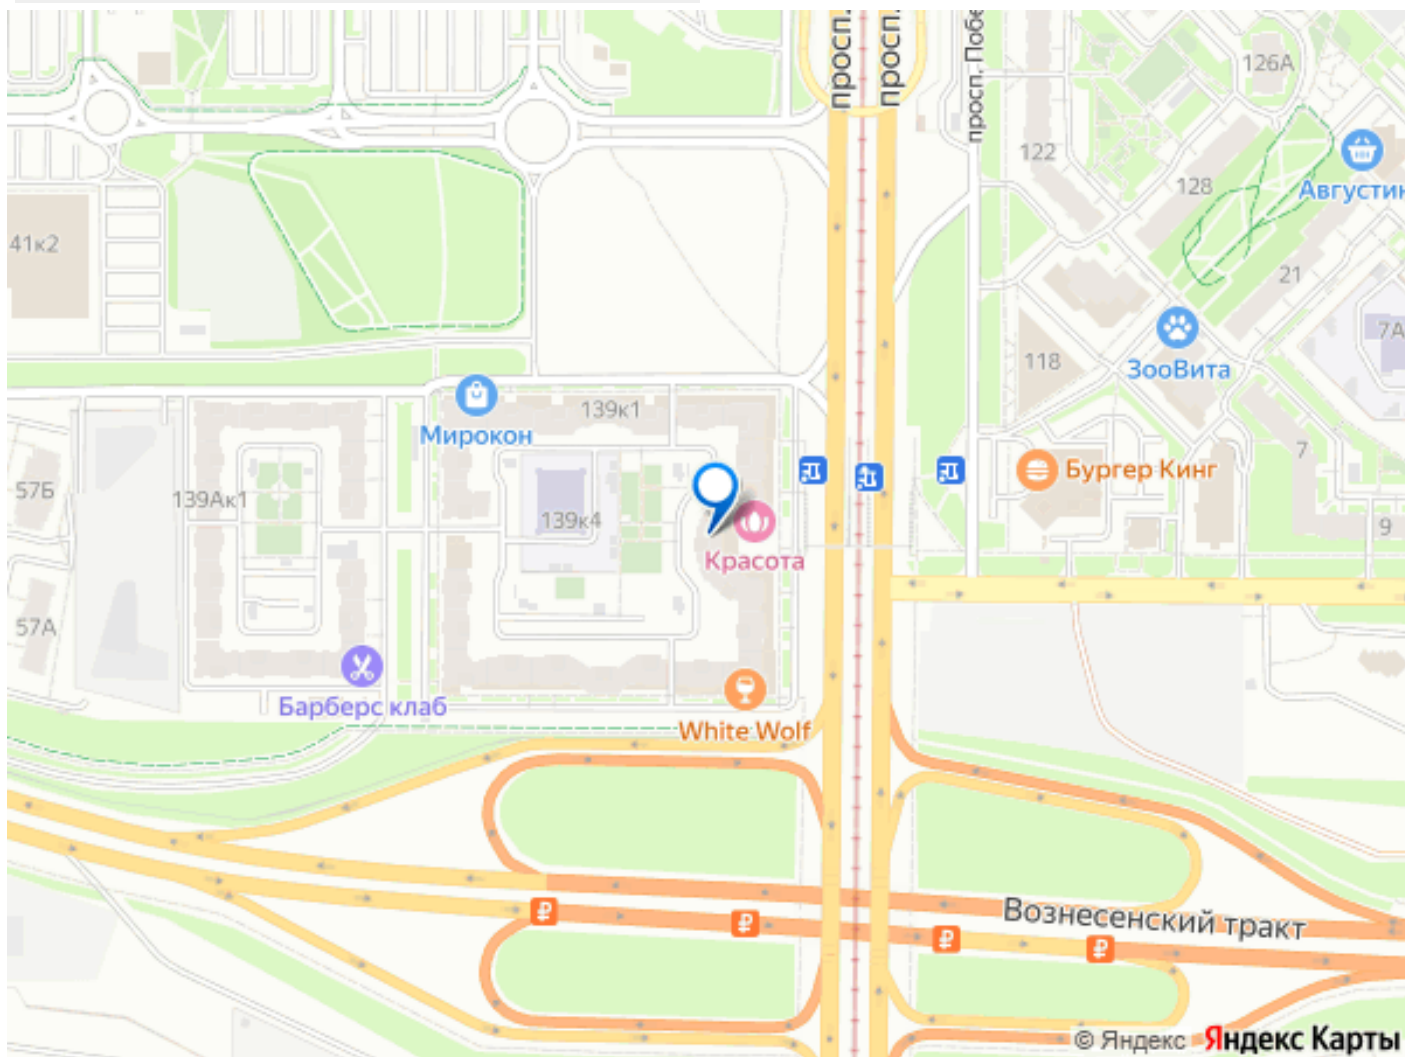 просп.
просп.
просп. Побе
126А
122
128
Августин
41к2
21
7А
118
ЗооВита
139к1
Мирокон
7
Бургер Кинг
57Б
139Ак1
139к4
9
Красота
57А
Барберс клаб
White Wolf
Вознесенский тракт
© Яндекс Яндекс Карты